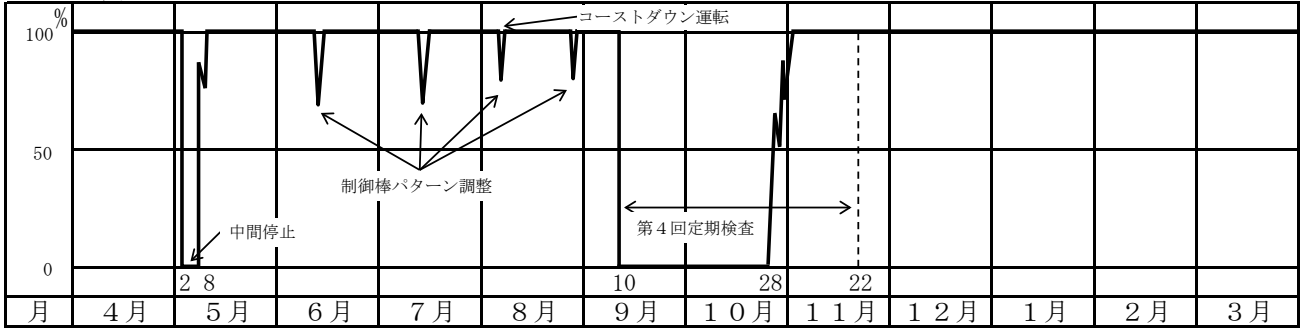 %
コーストダウン運転
100
50
制御棒パターン調整
中間停止
第４回定期検査
0
2 8 10 28 22
月 ４月 ５月 ６月 ７月 ８月 ９月 １０月 １１月 １２月 １月 ２月 ３月